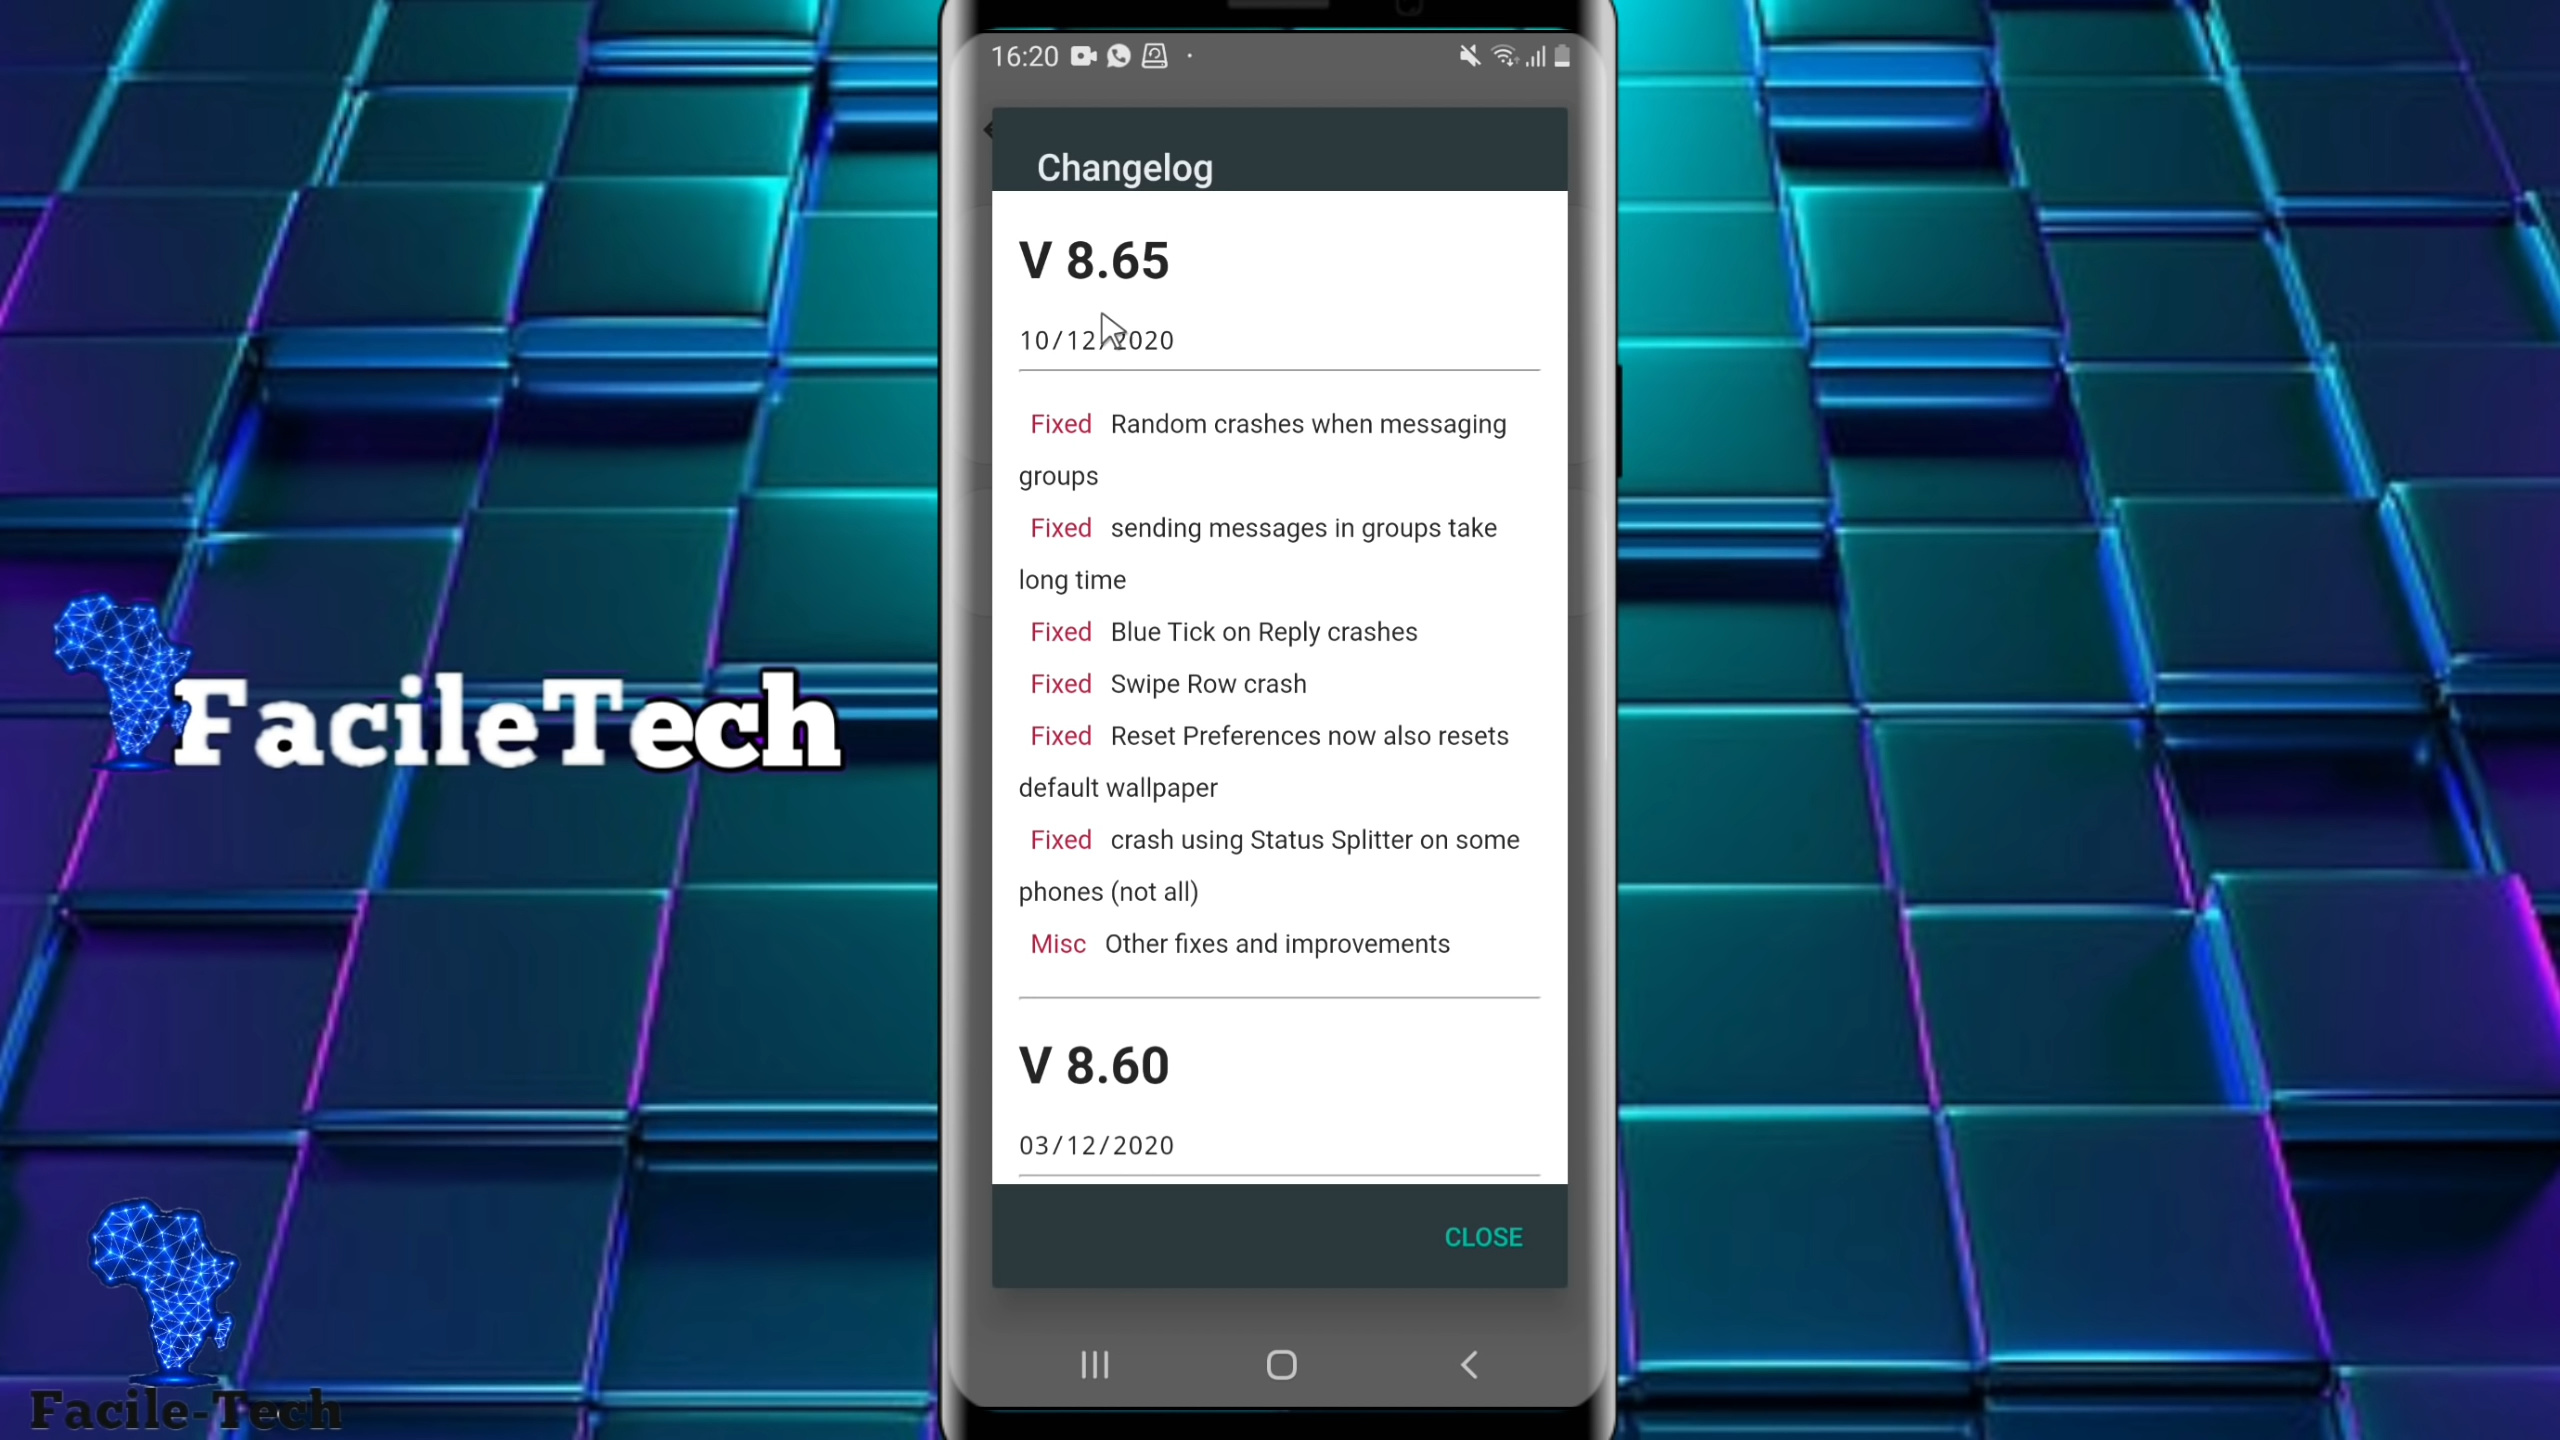 16:20
Changelog
V 8.65
10/12/2020
Fixed Random crashes when messaging
groups
Fixed sending messages in groups take
long time
Fixed Blue Tick on Reply crashes
Fixed Swipe Row crash
Fixed Reset Preferences now also resets
default wallpaper
Fixed crash using Status Splitter on some
phones (not all)
Misc Other fixes and improvements
V 8.60
03/12/2020
CLOSE
FacileTech
Facile-Tech